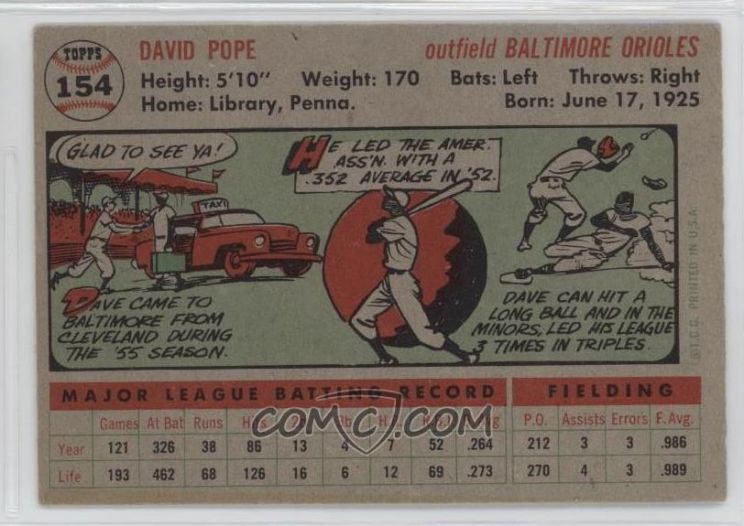 TOPPS
154
DAVID POPE
outfield BALTIMORE ORIOLES
Height: 5'10" Weight: 170 Bats: Left Throws: Right
Home: Library, Penna. Born: June 17, 1925
GLAD TO SEE YA!
TAXI
DAVE CAME TO
BALTIMORE FROM
CLEVELAND DURING
THE '55 SEASON.
HE LED THE AMER.
ASS'N. WITH A
.352 AVERAGE IN '52.
DAVE CAN HIT A
LONG BALL AND IN THE
MINORS, LED HIS LEAGUE
3 TIMES IN TRIPLES.
©T.C.G. PRINTED IN U.S.A.
MAJOR LEAGUE BATTING RECORD FIELDING
Games At Bat Runs Hits P.O. Assists Errors F. Avg.
Year 121 326 38 86 13 4 7 52 .264 212 3 3 .986
Life 193 462 68 126 16 6 12 69 .273 270 4 3 .989
COMC.COM